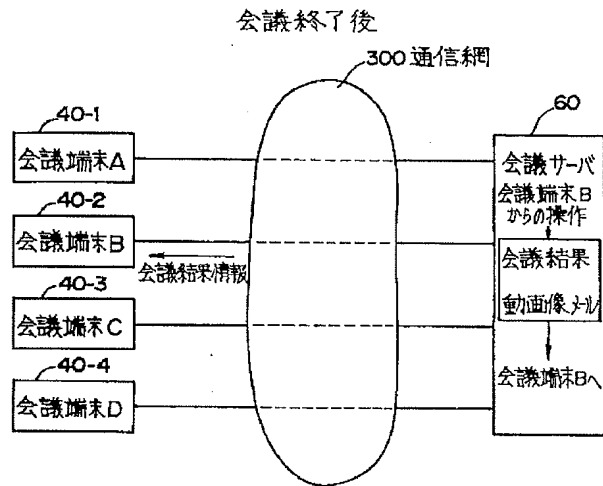 会議終了後
300 通信網
40-1
会議端末A
40-2
会議端末B
会議結果情報
40-3
会議端末C
40-4
会議端末D
60
会議サーバ
会議端末B
からの操作
会議結果
動画像メール
会議端末Bへ